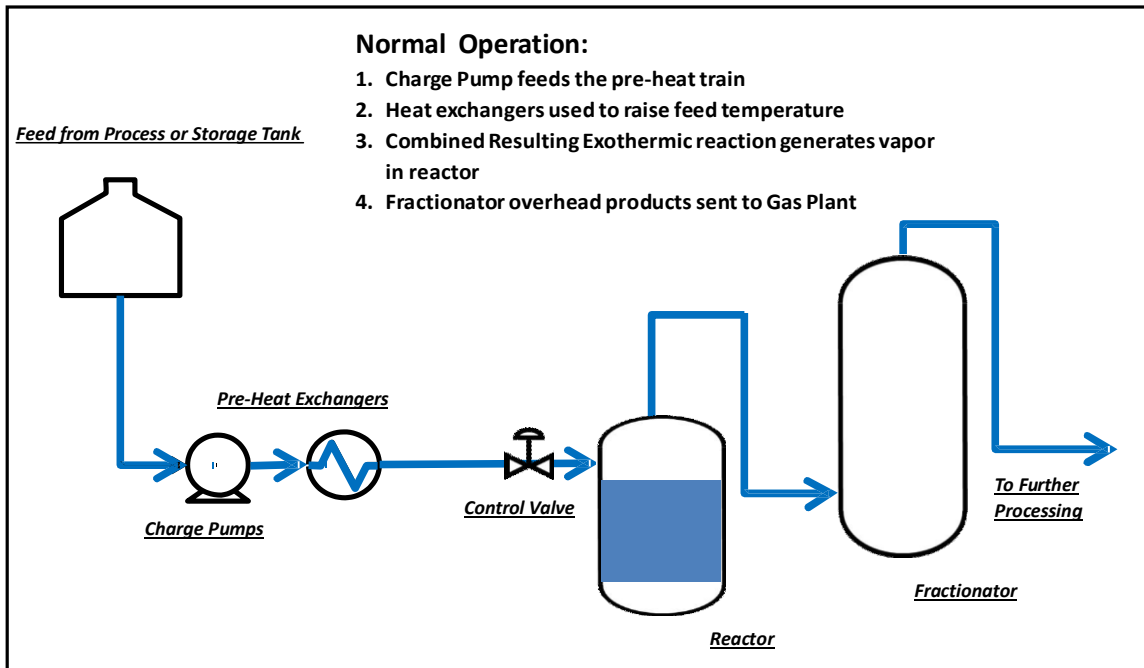 Normal Operation:
1. Charge Pump feeds the pre-heat train
2. Heat exchangers used to raise feed temperature
3. Combined Resulting Exothermic reaction generates vapor
in reactor
4. Fractionator overhead products sent to Gas Plant
Feed from Process or Storage Tank
Pre-Heat Exchangers
Charge Pumps
Control Valve
To Further
Processing
Fractionator
Reactor